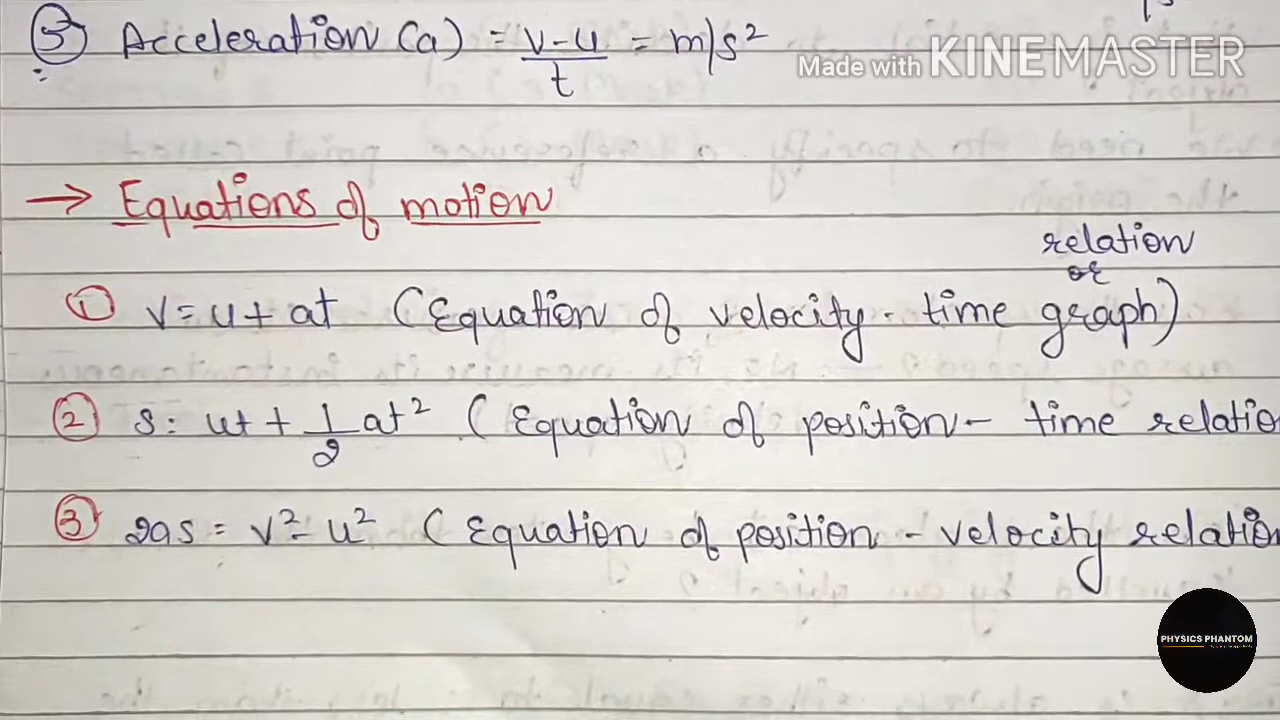 ⑤ Acceleration (a) = v-u/t = m/s²
Made with KINEMASTER
→ Equations of motion
relation
or
① v = u + at (Equation of velocity - time graph)
② s = ut + 1/2 at² (Equation of position - time relatio
③ 2as = v² - u² (Equation of position - velocity relatio
PHYSICS PHANTOM